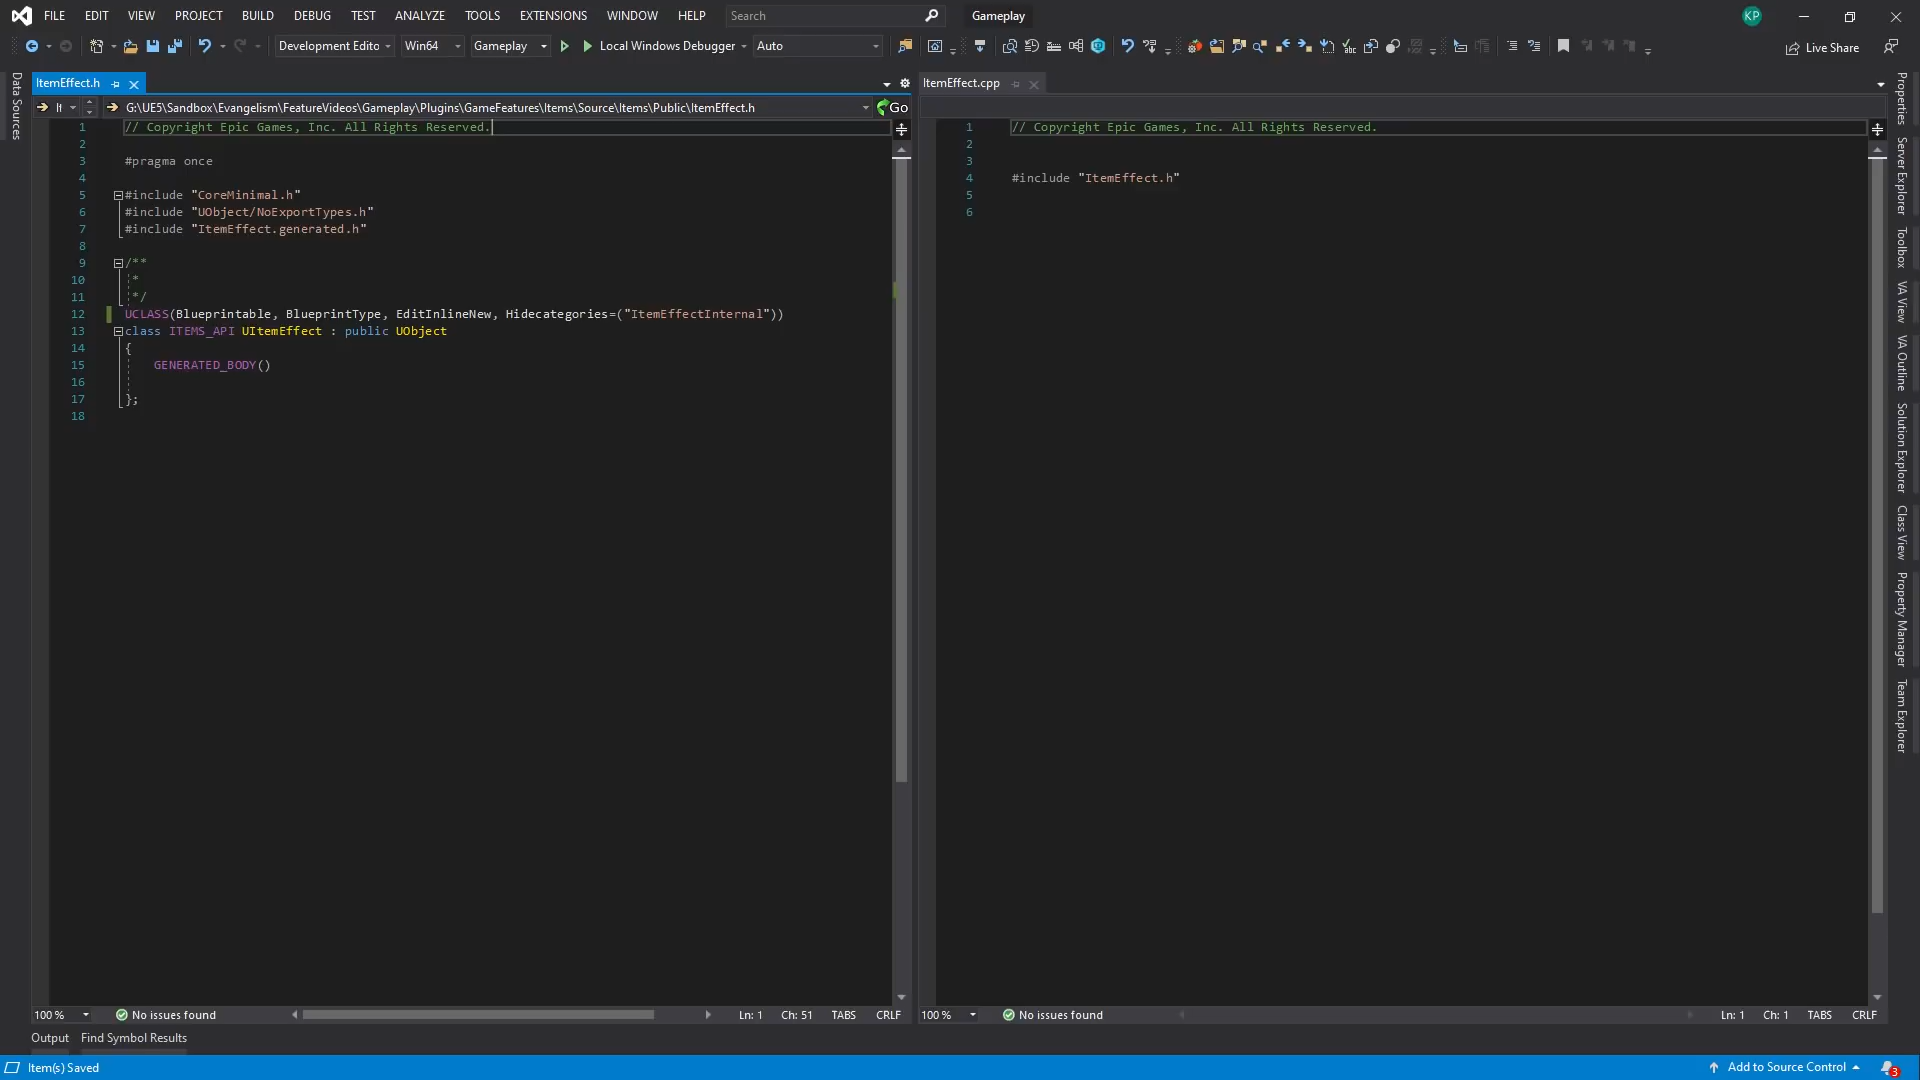 FILE EDIT VIEW PROJECT BUILD DEBUG TEST ANALYZE TOOLS EXTENSIONS WINDOW HELP Search Gameplay KP
Development Edito Win64 Gameplay Local Windows Debugger Auto Live Share
Data Sources
ItemEffect.h
It G:\UE5\Sandbox\Evangelism\FeatureVideos\Gameplay\Plugins\GameFeatures\Items\Source\Items\Public\ItemEffect.h Go
1 // Copyright Epic Games, Inc. All Rights Reserved.
2
3 #pragma once
4
5 #include "CoreMinimal.h"
6 #include "UObject/NoExportTypes.h"
7 #include "ItemEffect.generated.h"
8
9 /**
10 *
11 */
12 UCLASS(Blueprintable, BlueprintType, EditInlineNew, Hidecategories=("ItemEffectInternal"))
13 class ITEMS_API UItemEffect : public UObject
14 {
15 GENERATED_BODY()
16
17 };
18
100 % No issues found Ln: 1 Ch: 51 TABS CRLF
ItemEffect.cpp
1 // Copyright Epic Games, Inc. All Rights Reserved.
2
3
4 #include "ItemEffect.h"
5
6
100 % No issues found Ln: 1 Ch: 1 TABS CRLF
Properties
Server Explorer
Toolbox
VA View
VA Outline
Solution Explorer
Class View
Property Manager
Team Explorer
Output Find Symbol Results
Item(s) Saved Add to Source Control 3